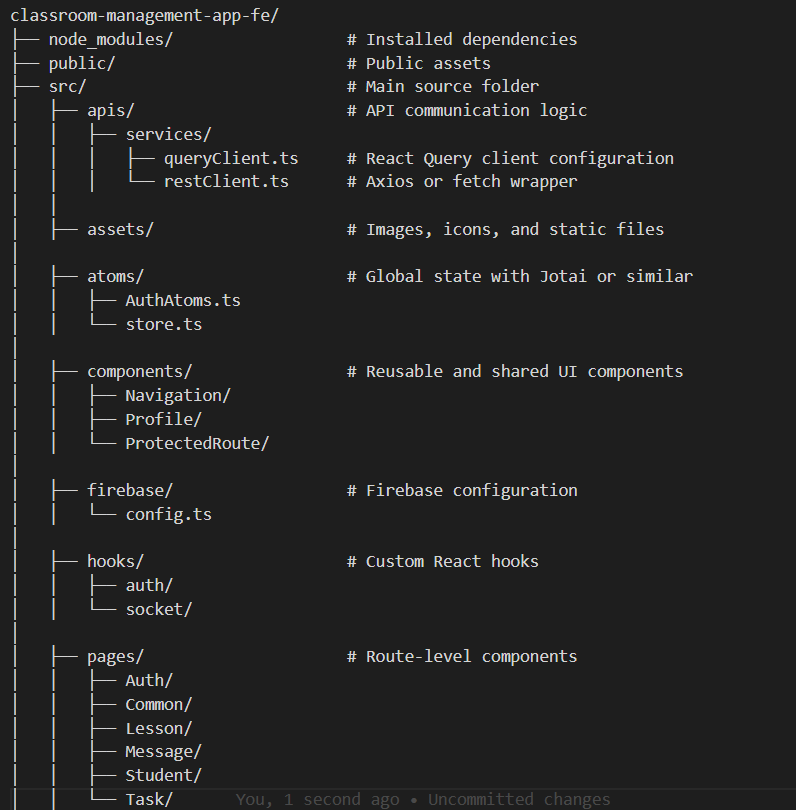 classroom-management-app-fe/
├── node_modules/                  # Installed dependencies
├── public/                        # Public assets
├── src/                           # Main source folder
│   ├── apis/                      # API communication logic
│   │   ├── services/
│   │   │   ├── queryClient.ts     # React Query client configuration
│   │   │   └── restClient.ts      # Axios or fetch wrapper
│   │
│   ├── assets/                    # Images, icons, and static files
│
│   ├── atoms/                     # Global state with Jotai or similar
│   │   ├── AuthAtoms.ts
│   │   └── store.ts
│
│   ├── components/                # Reusable and shared UI components
│   │   ├── Navigation/
│   │   ├── Profile/
│   │   └── ProtectedRoute/
│
│   ├── firebase/                  # Firebase configuration
│   │   └── config.ts
│
│   ├── hooks/                     # Custom React hooks
│   │   ├── auth/
│   │   └── socket/
│
│   ├── pages/                     # Route-level components
│   │   ├── Auth/
│   │   ├── Common/
│   │   ├── Lesson/
│   │   ├── Message/
│   │   ├── Student/
│   │   └── Task/       You, 1 second ago • Uncommitted changes